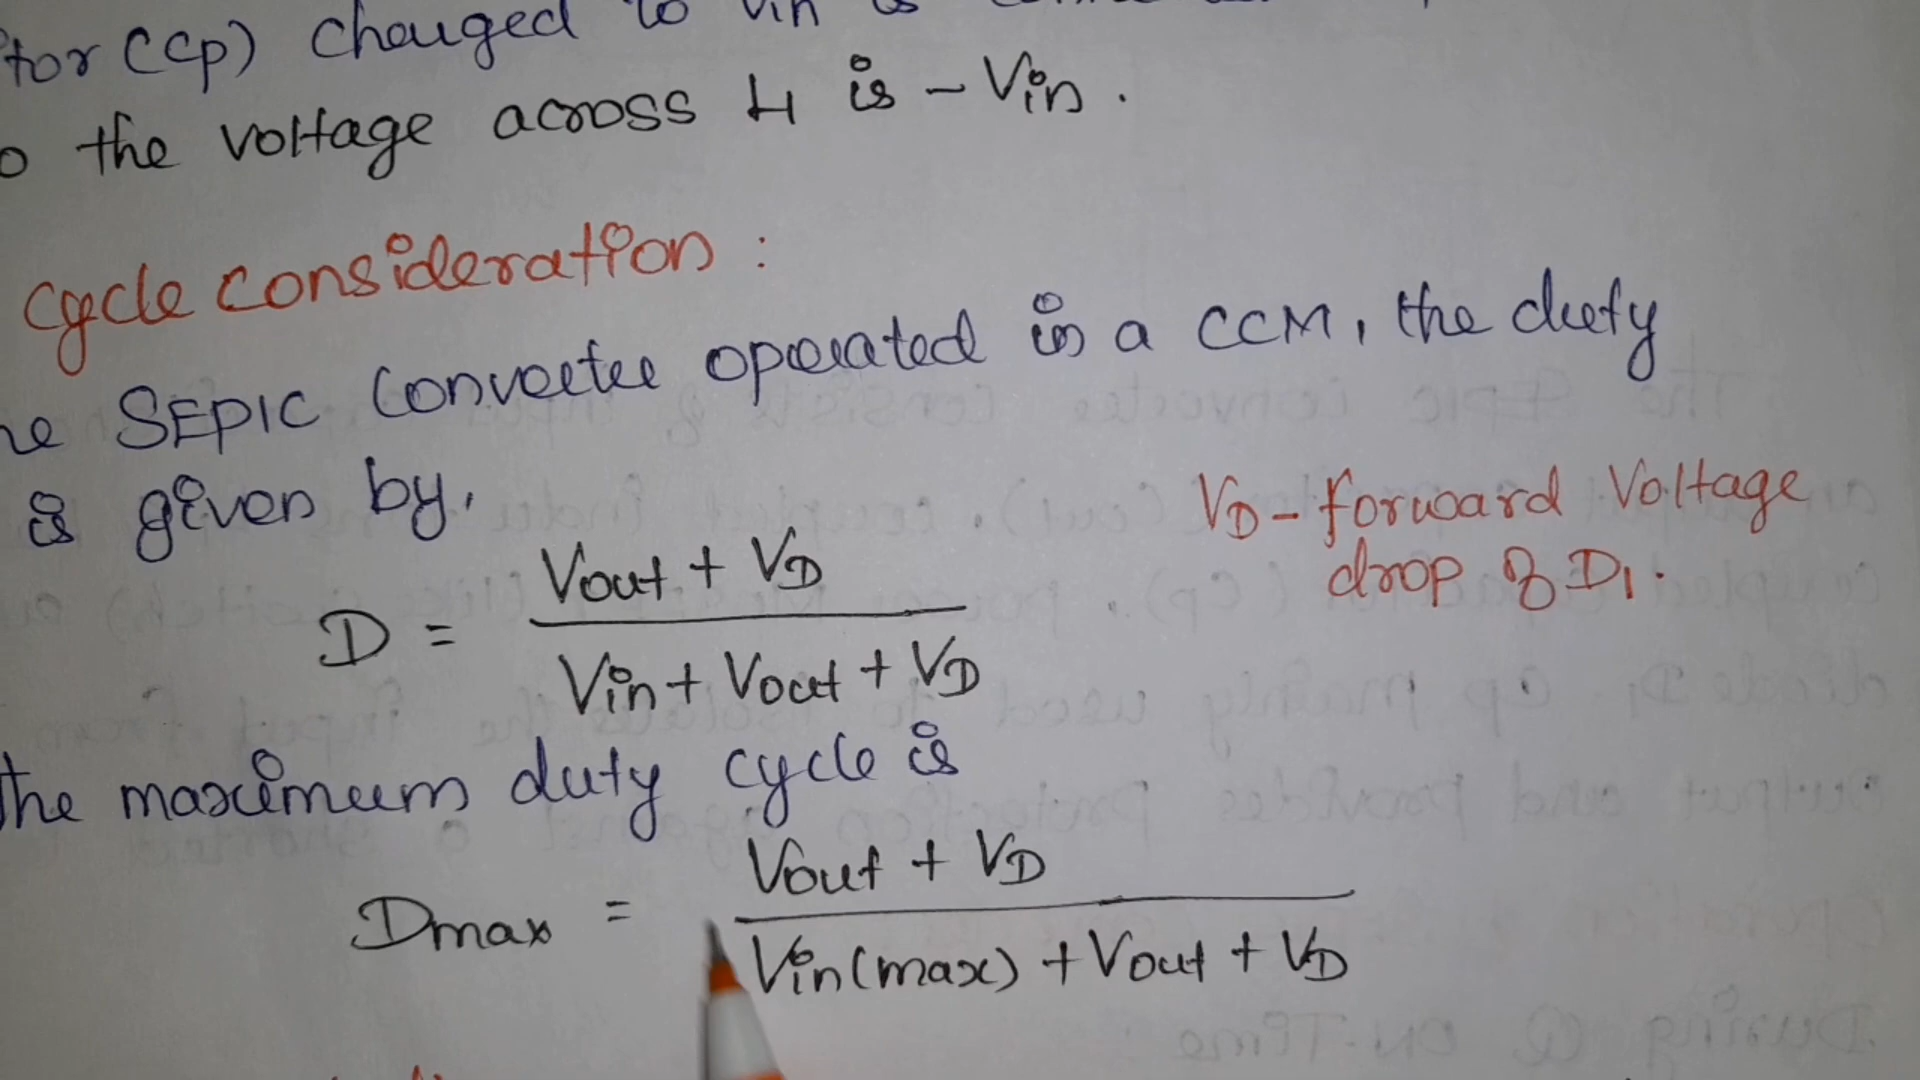 tor (Cp) charged to Vin is
the voltage across L1 is - Vin .
cycle consideration :
SEPIC converter operated in a CCM, the duty
is given by,
VD - forward voltage
drop of D1.
D = Vout + VD
Vin + Vout + VD
The maximum duty cycle is
Dmax = Vout + VD
Vin(max) + Vout + VD